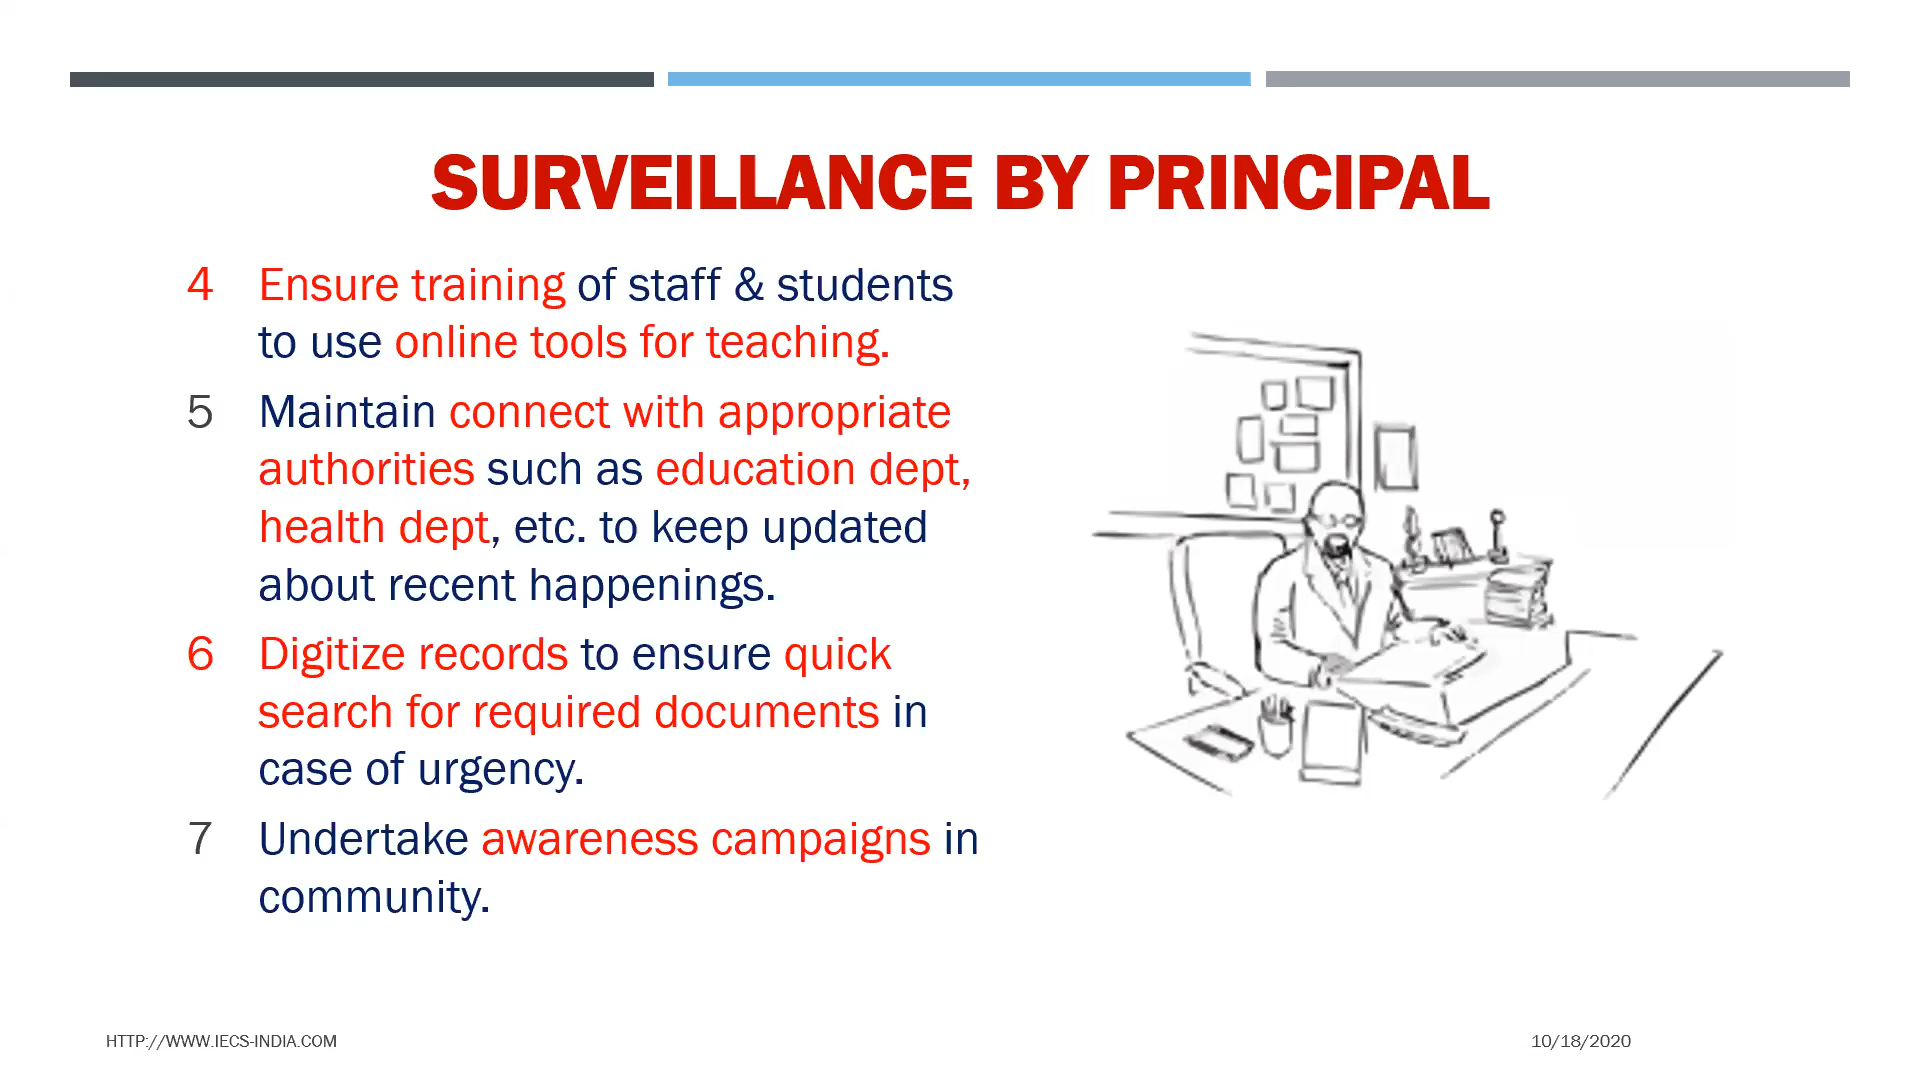 SURVEILLANCE BY PRINCIPAL
4 Ensure training of staff & students
to use online tools for teaching.
5 Maintain connect with appropriate
authorities such as education dept,
health dept, etc. to keep updated
about recent happenings.
6 Digitize records to ensure quick
search for required documents in
case of urgency.
7 Undertake awareness campaigns in
community.
HTTP://WWW.IECS-INDIA.COM
10/18/2020